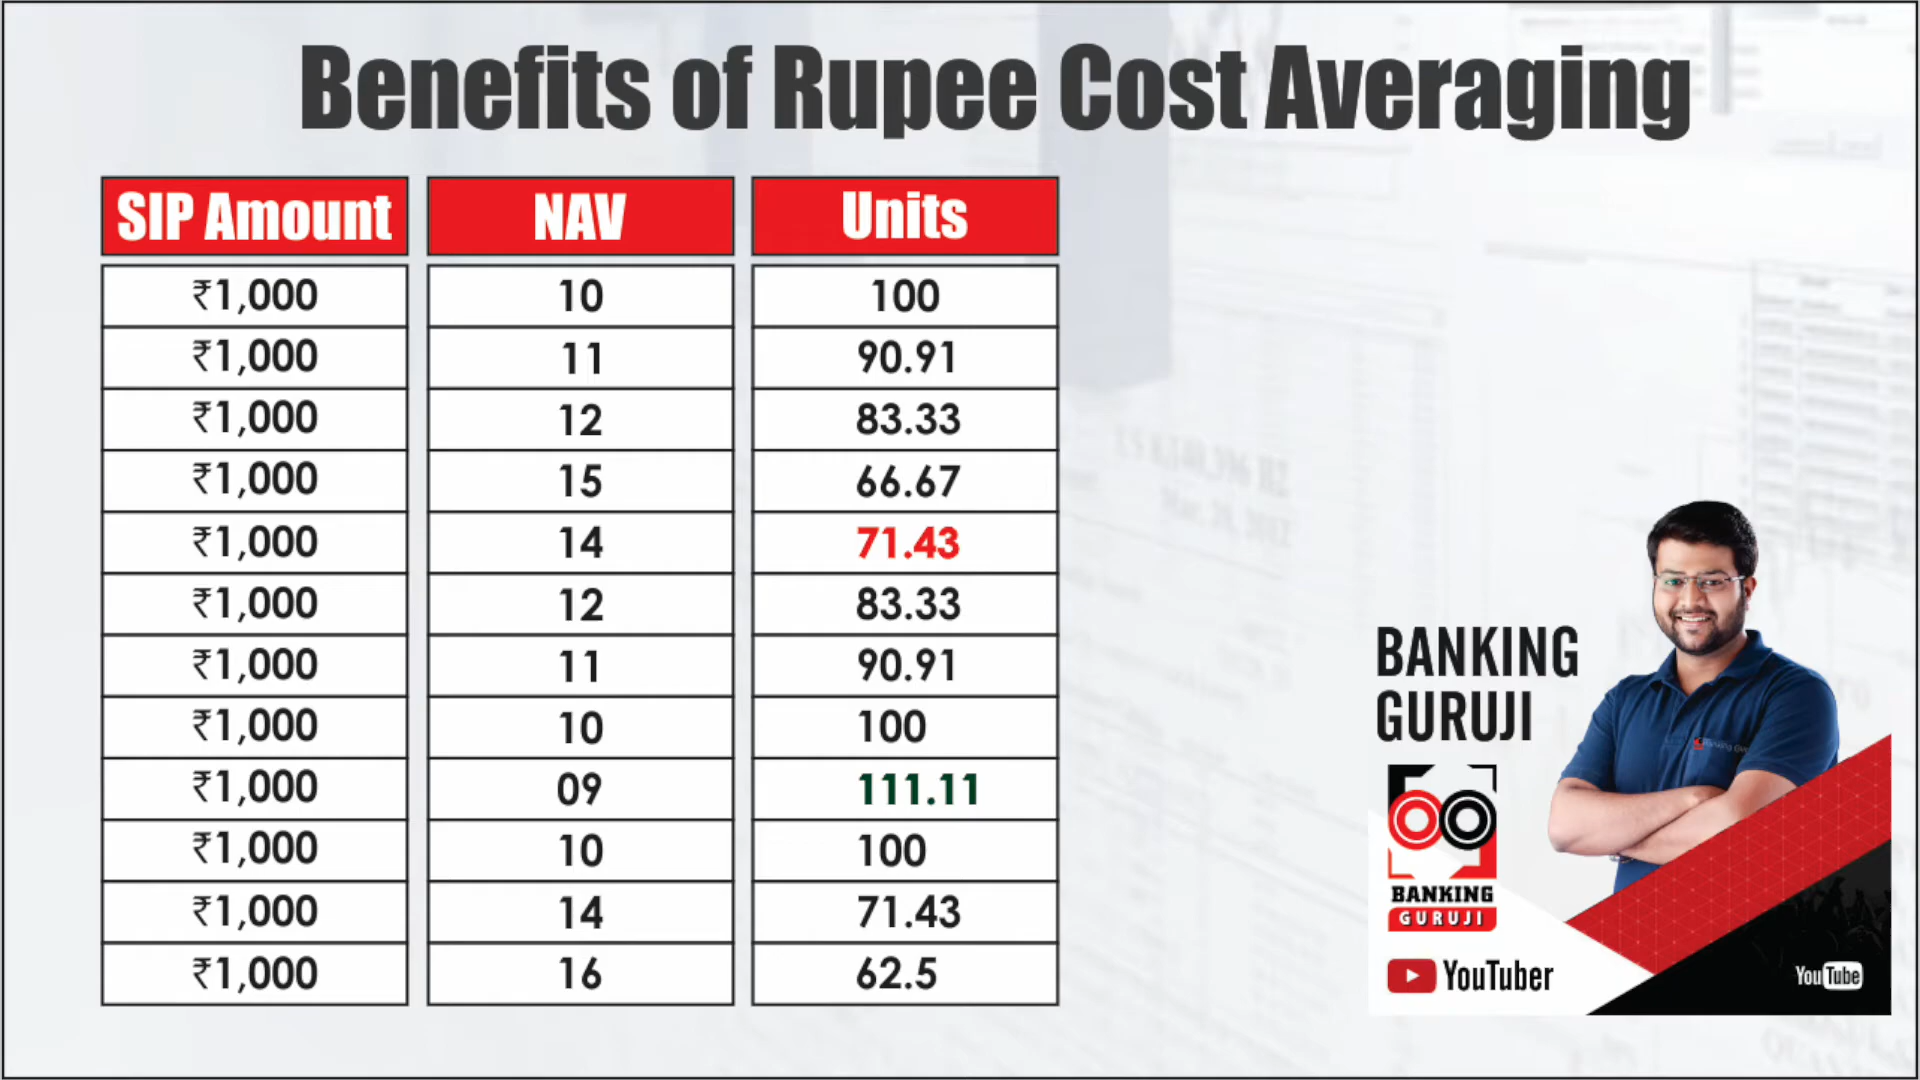 Benefits of Rupee Cost Averaging
SIP Amount NAV Units
₹1,000 10 100
₹1,000 11 90.91
₹1,000 12 83.33
₹1,000 15 66.67
₹1,000 14 71.43
₹1,000 12 83.33
₹1,000 11 90.91
₹1,000 10 100
₹1,000 09 111.11
₹1,000 10 100
₹1,000 14 71.43
₹1,000 16 62.5
BANKING
GURUJI
BANKING
GURUJI
YouTuber
YouTube